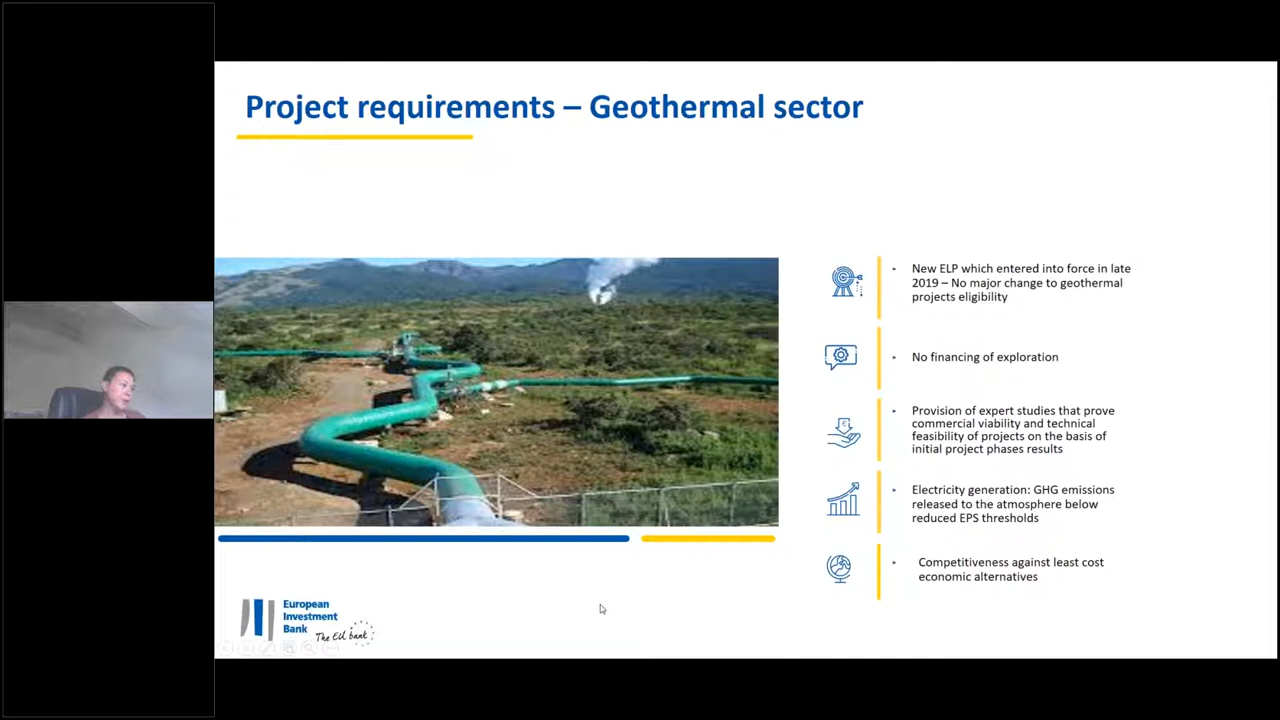 Project requirements – Geothermal sector
New ELP which entered into force in late
2019 – No major change to geothermal
projects eligibility
No financing of exploration
Provision of expert studies that prove
commercial viability and technical
feasibility of projects on the basis of
initial project phases results
Electricity generation: GHG emissions
released to the atmosphere below
reduced EPS thresholds
Competitiveness against least cost
economic alternatives
European
Investment
Bank
The EU bank